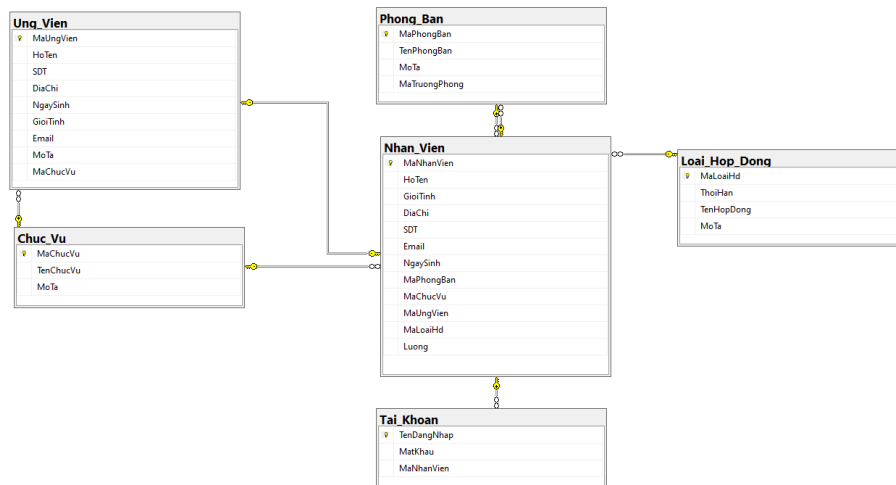 Ung_Vien
MaUngVien
HoTen
SDT
DiaChi
NgaySinh
GioiTinh
Email
MoTa
MaChucVu
Phong_Ban
MaPhongBan
TenPhongBan
MoTa
MaTruongPhong
Nhan_Vien
MaNhanVien
HoTen
GioiTinh
DiaChi
SDT
Email
NgaySinh
MaPhongBan
MaChucVu
MaUngVien
MaLoaiHd
Luong
Loai_Hop_Dong
MaLoaiHd
ThoiHan
TenHopDong
MoTa
Chuc_Vu
MaChucVu
TenChucVu
MoTa
Tai_Khoan
TenDangNhap
MatKhau
MaNhanVien